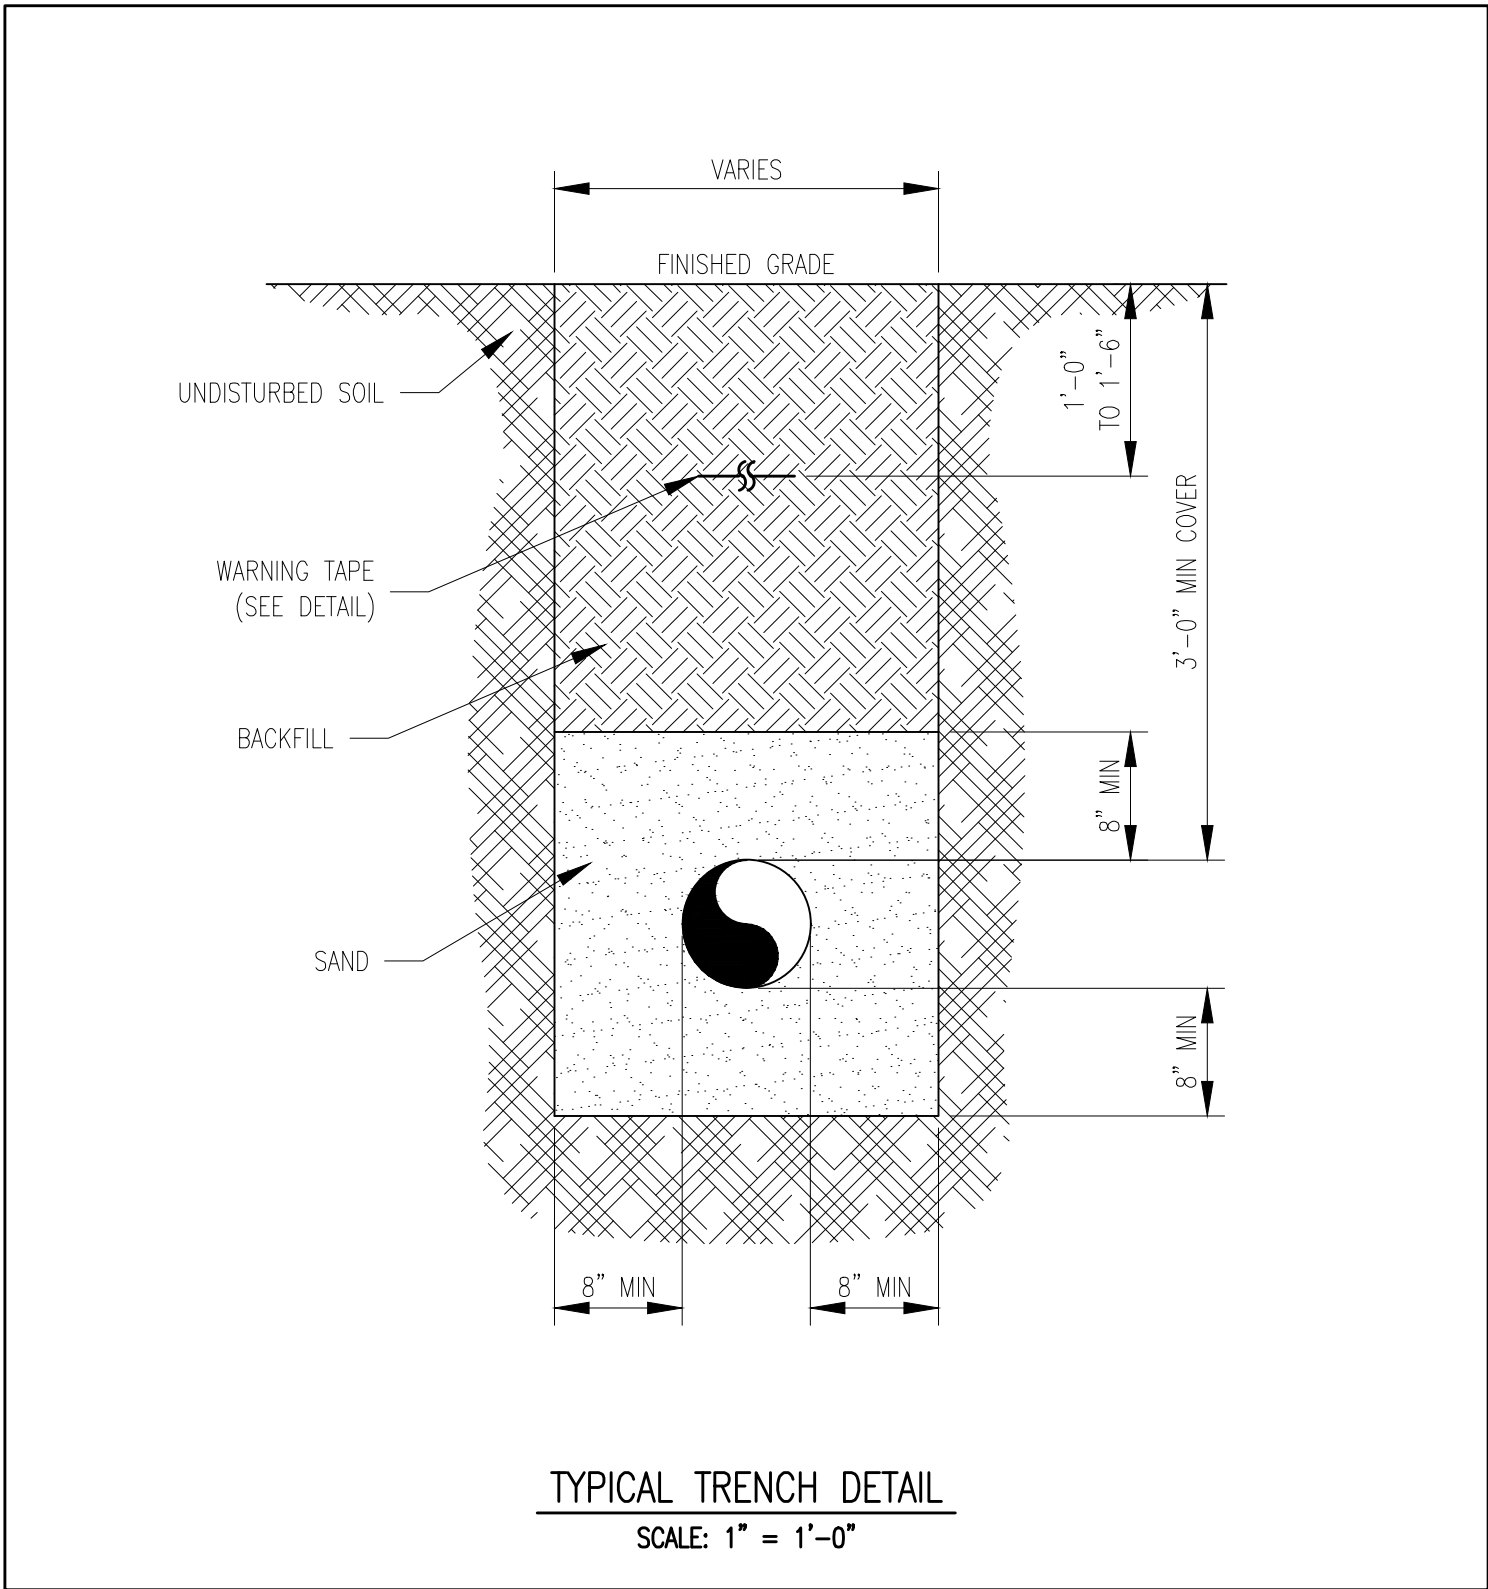 VARIES
FINISHED GRADE
1'-0"
TO 1'-6"
UNDISTURBED SOIL
3'-0" MIN COVER
WARNING TAPE
(SEE DETAIL)
BACKFILL
8" MIN
SAND
8" MIN
8" MIN
8" MIN
TYPICAL TRENCH DETAIL
SCALE: 1" = 1'-0"